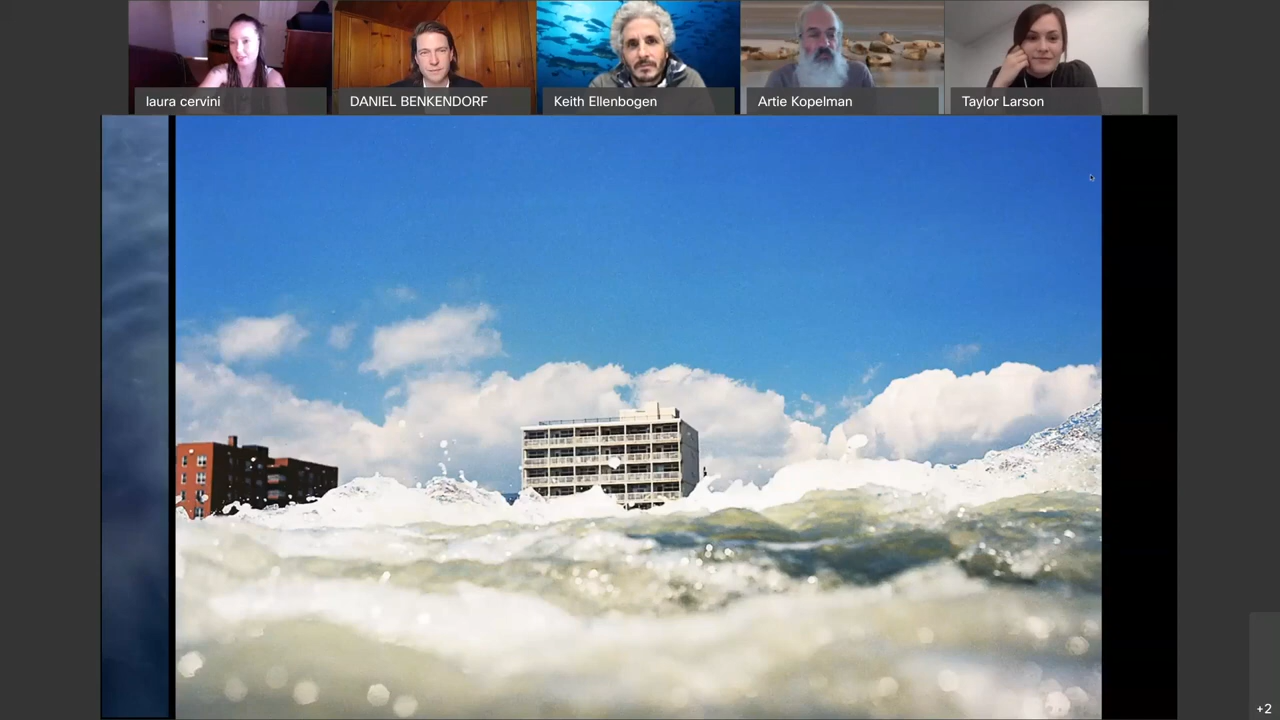 laura cervini
DANIEL BENKENDORF
Keith Ellenbogen
Artie Kopelman
Taylor Larson
+2